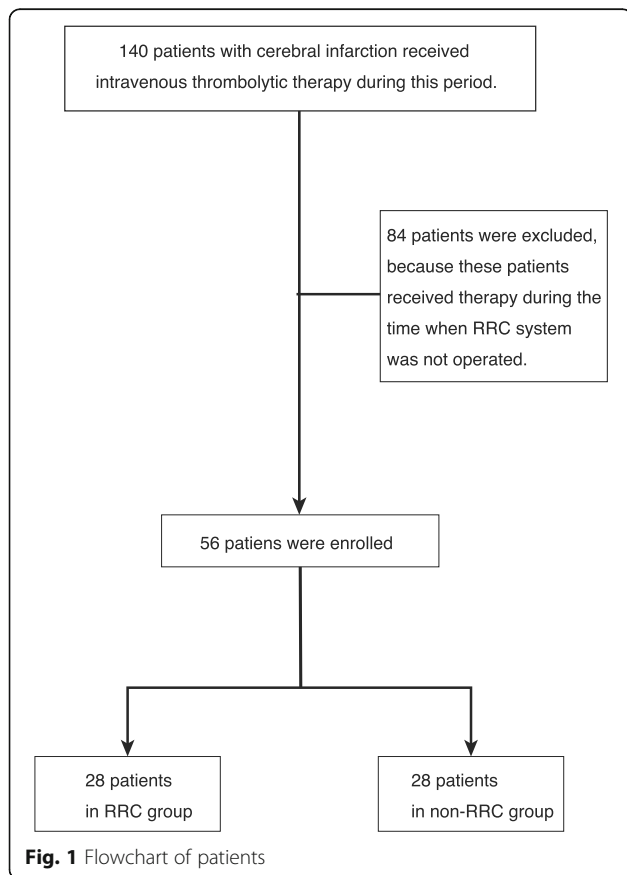 140 patients with cerebral infarction received
intravenous thrombolytic therapy during this period.
84 patients were excluded,
because these patients
received therapy during the
time when RRC system
was not operated.
56 patiens were enrolled
28 patients
in RRC group
28 patients
in non-RRC group
Fig. 1 Flowchart of patients